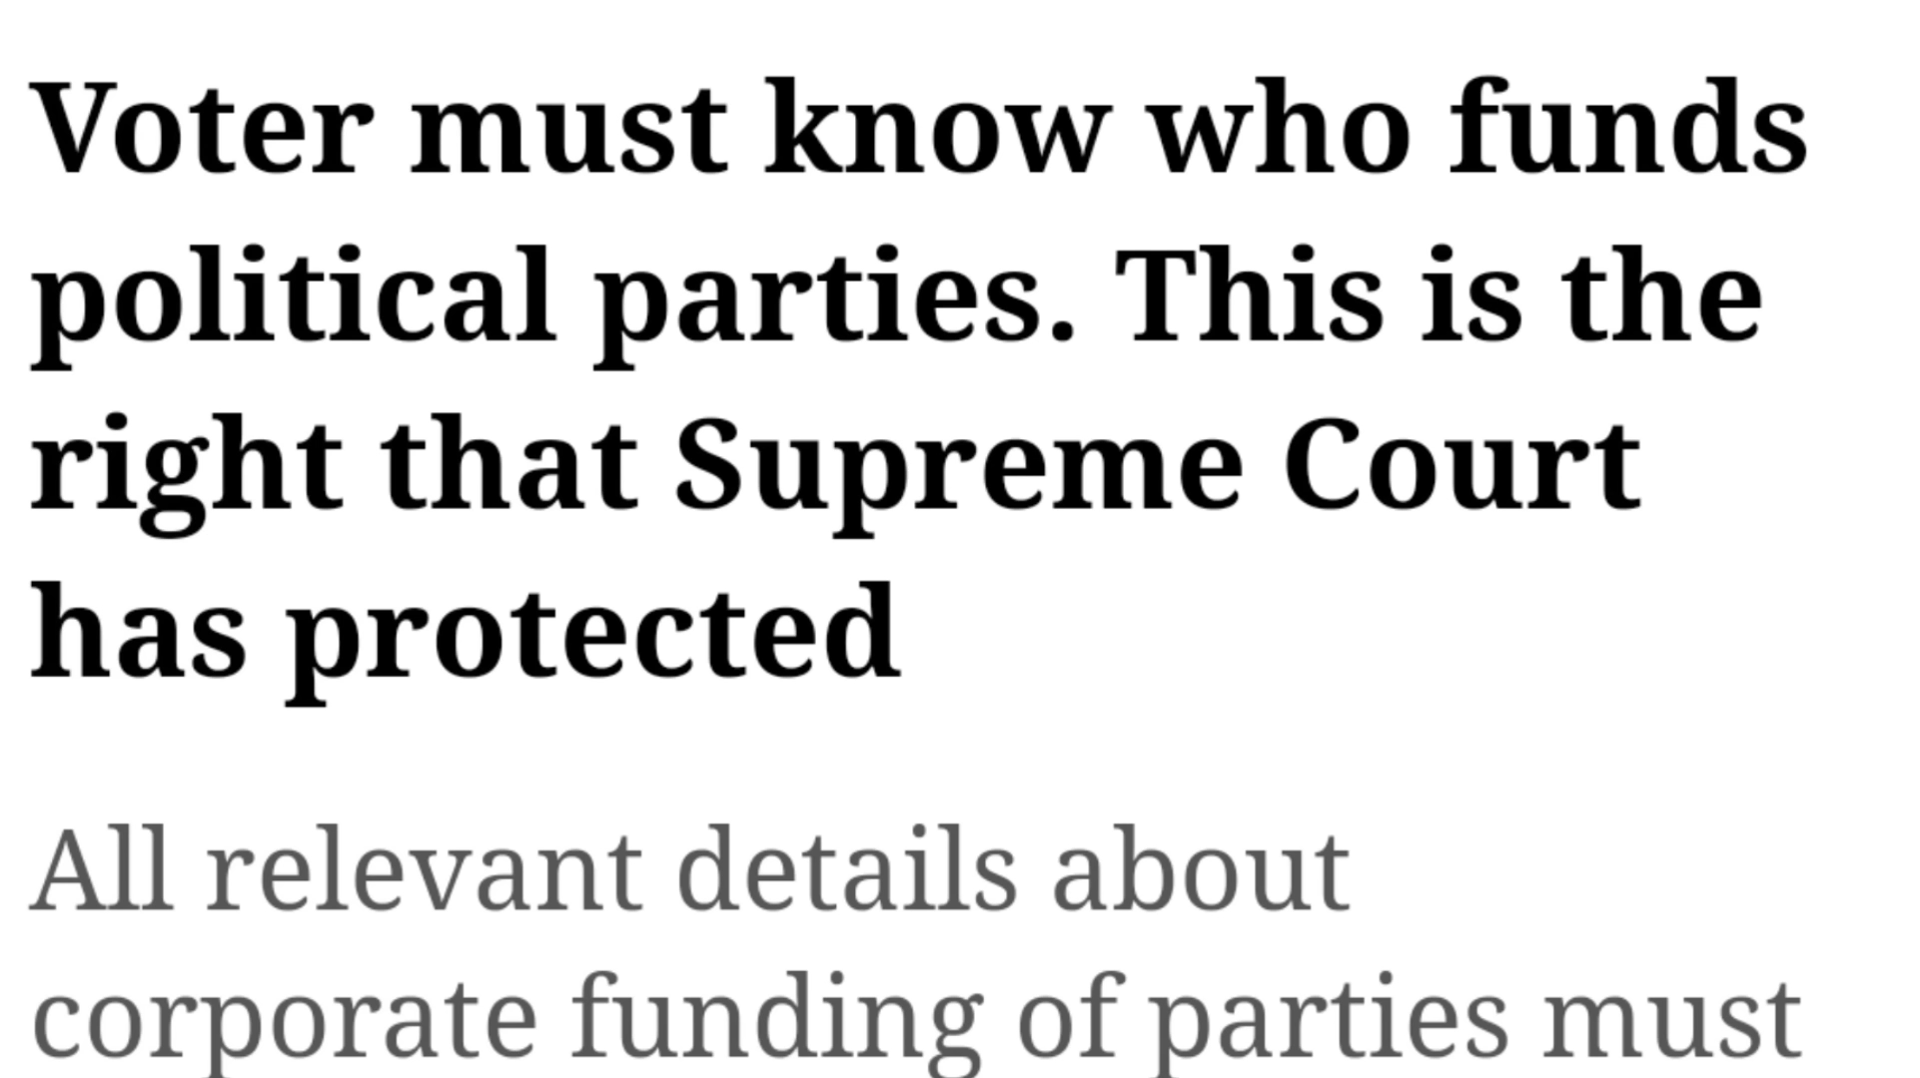 Voter must know who funds
political parties. This is the
right that Supreme Court
has protected
All relevant details about
corporate funding of parties must